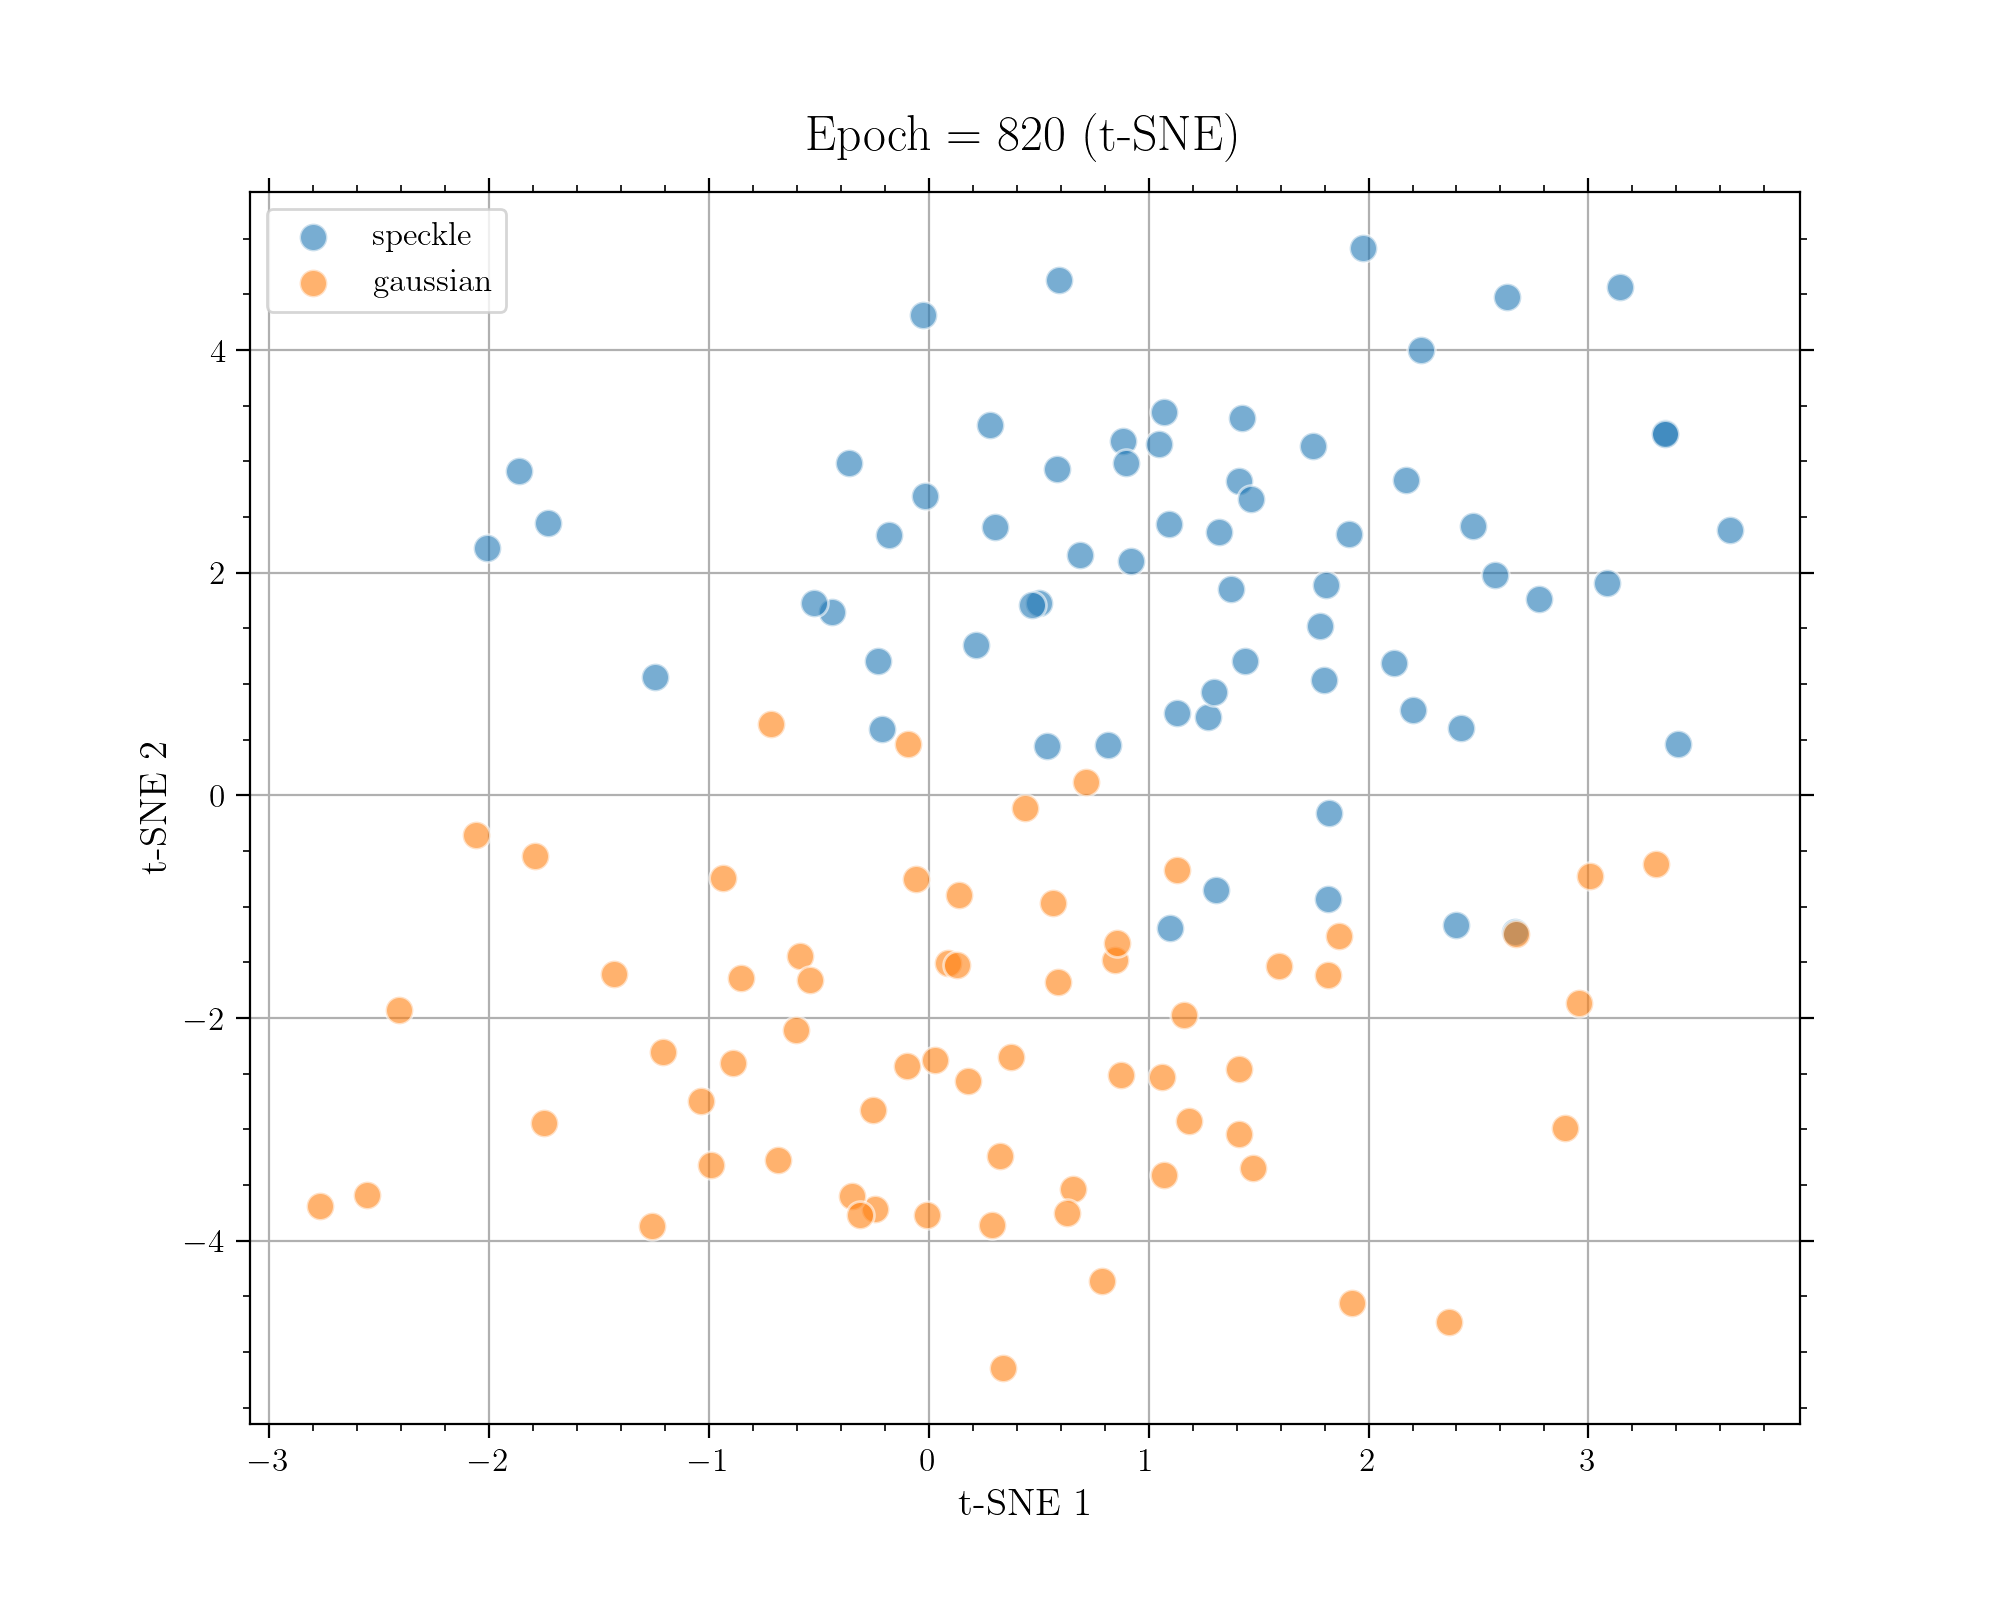 Epoch = 820 (t-SNE)
speckle
gaussian
4
2
0
−2
−4
t-SNE 2
−3 −2 −1 0 1 2 3
t-SNE 1